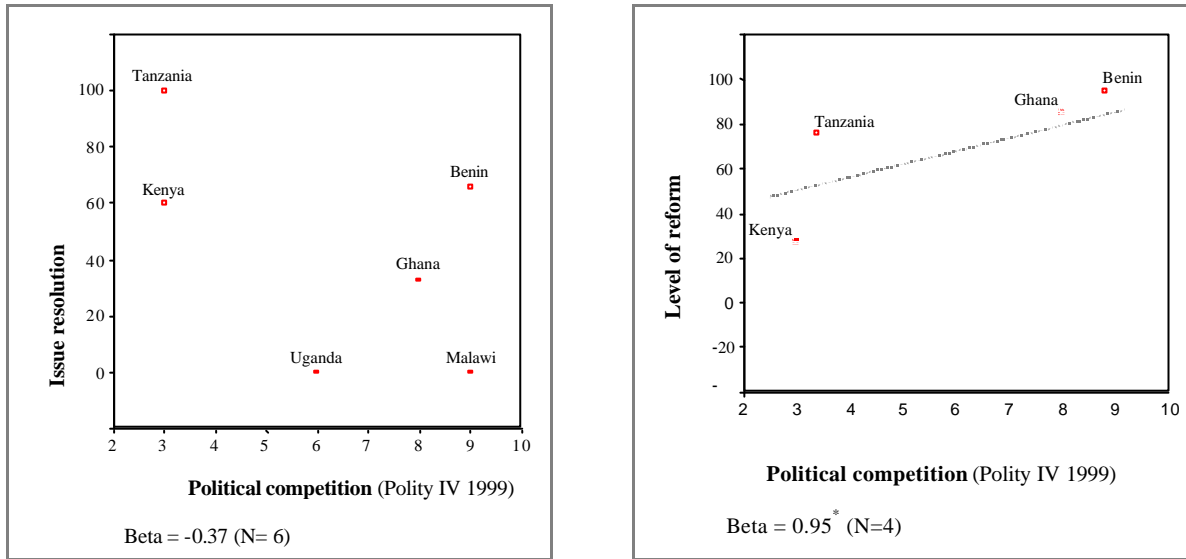 Tanzania
100
80
Benin
Kenya
60
40
Ghana
20
Uganda Malawi
0
Issue resolution
2 3 4 5 6 7 8 9 10
Political competition (Polity IV 1999)
Beta = -0.37 (N= 6)
100
Benin
Ghana
80
Tanzania
60
40
Kenya
20
0
-20
-
Level of reform
2 3 4 5 6 7 8 9 10
Political competition (Polity IV 1999)
Beta = 0.95* (N=4)